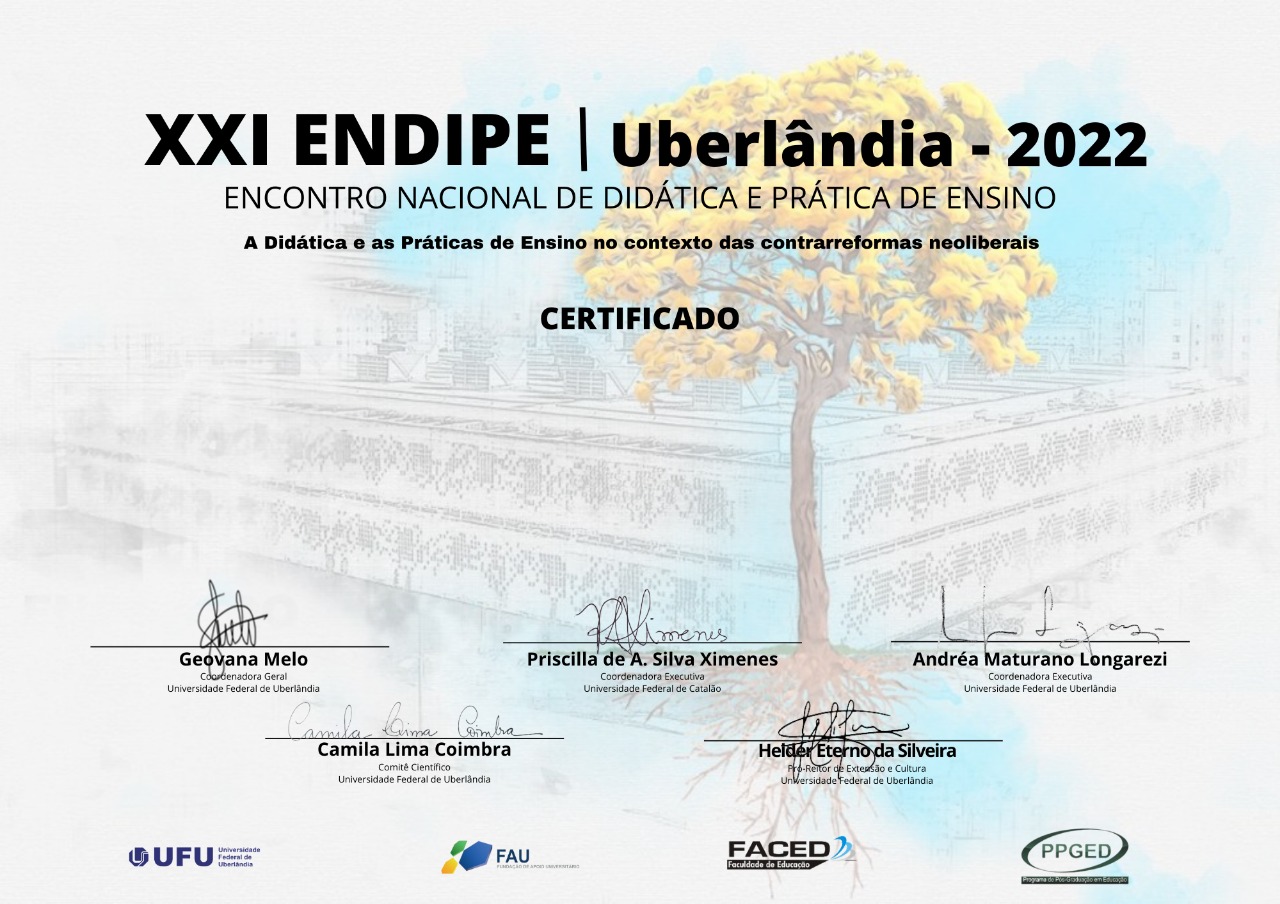 XXI ENDIPE | Uberlândia - 2022
ENCONTRO NACIONAL DE DIDÁTICA E PRÁTICA DE ENSINO
A Didática e as Práticas de Ensino no contexto das contrarreformas neoliberais
CERTIFICADO
Geovana Melo
Coordenadora Geral
Universidade Federal de Uberlândia
Ximenes
Priscilla de A. Silva Ximenes
Coordenadora Executiva
Universidade Federal de Catalão
Andréa Maturano Longarezi
Coordenadora Executiva
Universidade Federal de Uberlândia
Camila Lima Coimbra
Camila Lima Coimbra
Comitê Científico
Universidade Federal de Uberlândia
Helder Eterno da Silveira
Pró-Reitor de Extensão e Cultura
Universidade Federal de Uberlândia
UFU Universidade
Federal de
Uberlândia
FAU
FUNDAÇÃO DE APOIO UNIVERSITÁRIO
FACED
Faculdade de Educação
PPGED
Programa de Pós-Graduação em Educação